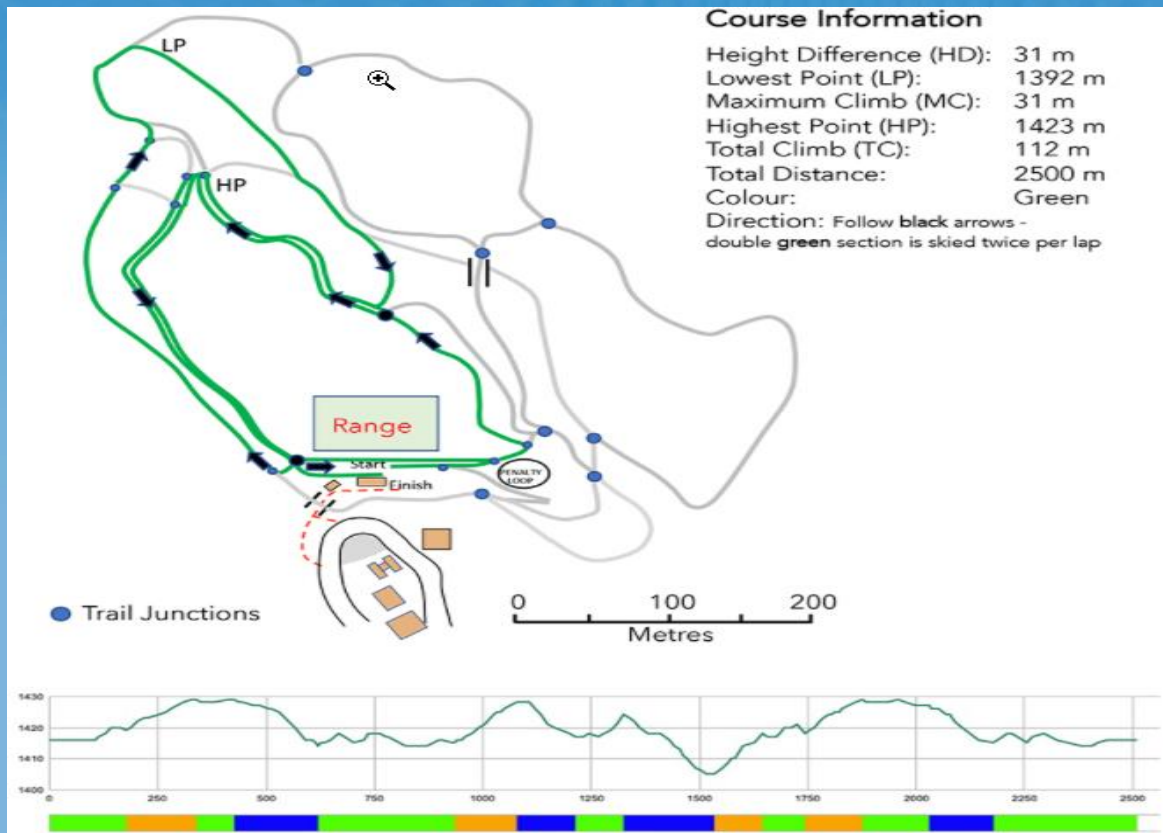 Course Information
Height Difference (HD): 31 m
Lowest Point (LP): 1392 m
Maximum Climb (MC): 31 m
Highest Point (HP): 1423 m
Total Climb (TC): 112 m
Total Distance: 2500 m
Colour: Green
Direction: Follow black arrows -
double green section is skied twice per lap
LP
HP
Range
Start
Finish
PENALTY
LOOP
H
Trail Junctions
0 100 200
Metres
1430
1420
1410
1400
0 250 500 750 1000 1250 1500 1750 2000 2250 2500